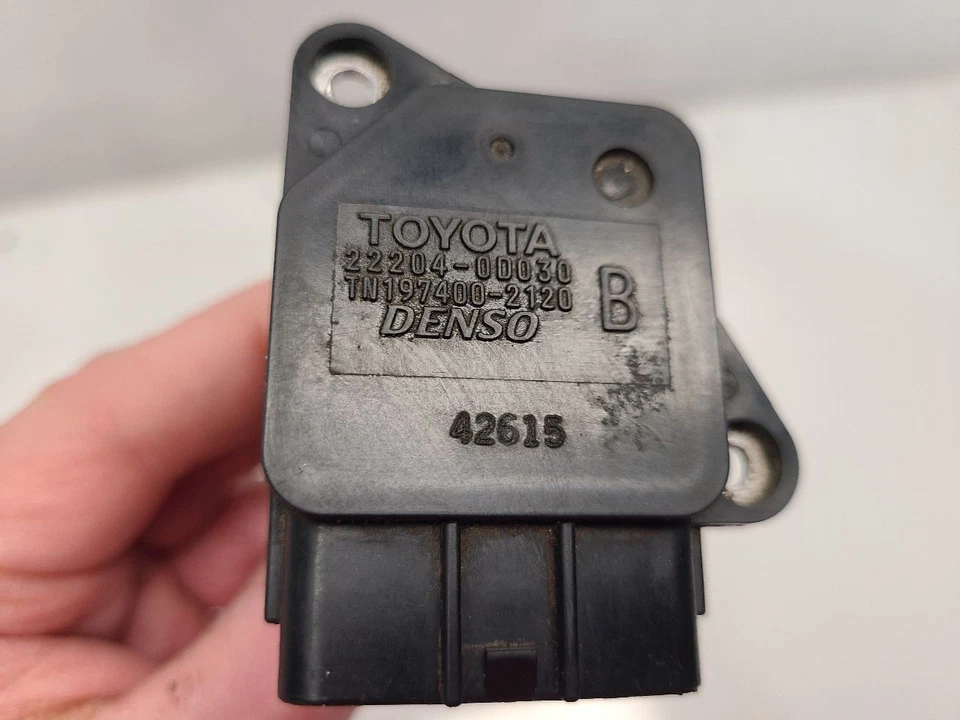 TOYOTA
22204-0D030
TN197400-2120
B
DENSO
42615